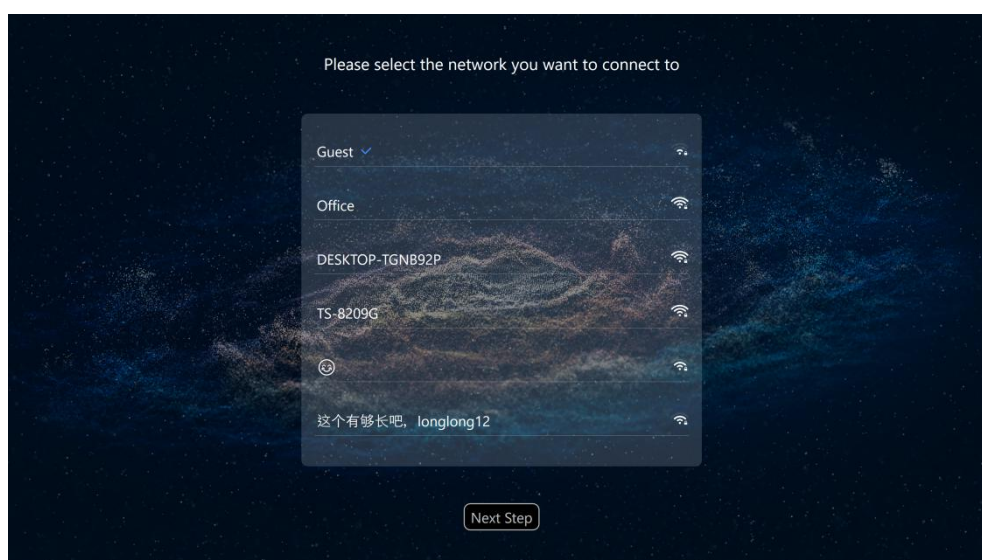 Please select the network you want to connect to
Guest
Office
DESKTOP-TGNB92P
TS-8209G
这个有够长吧，longlong12
Next Step